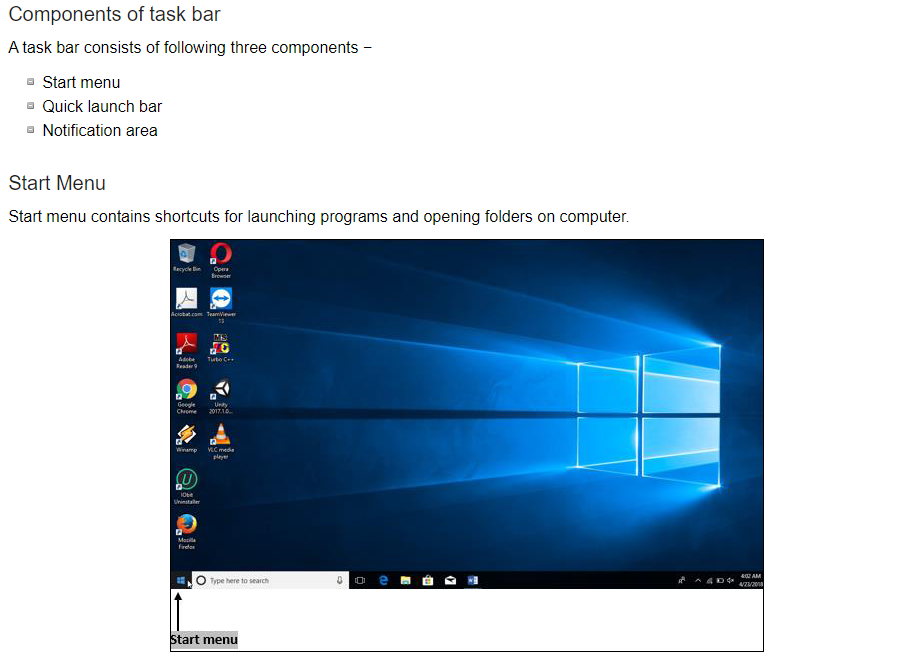 Components of task bar
A task bar consists of following three components −
Start menu
Quick launch bar
Notification area
Start Menu
Start menu contains shortcuts for launching programs and opening folders on computer.
Recycle Bin
Opera
Browser
Acrobat.com
TeamViewer
13
Adobe
Reader 9
Turbo C++
Google
Chrome
Unity
2017.1.0...
Winamp
VLC media
player
IObit
Uninstaller
Mozilla
Firefox
Type here to search
4:02 AM
4/23/2018
Start menu